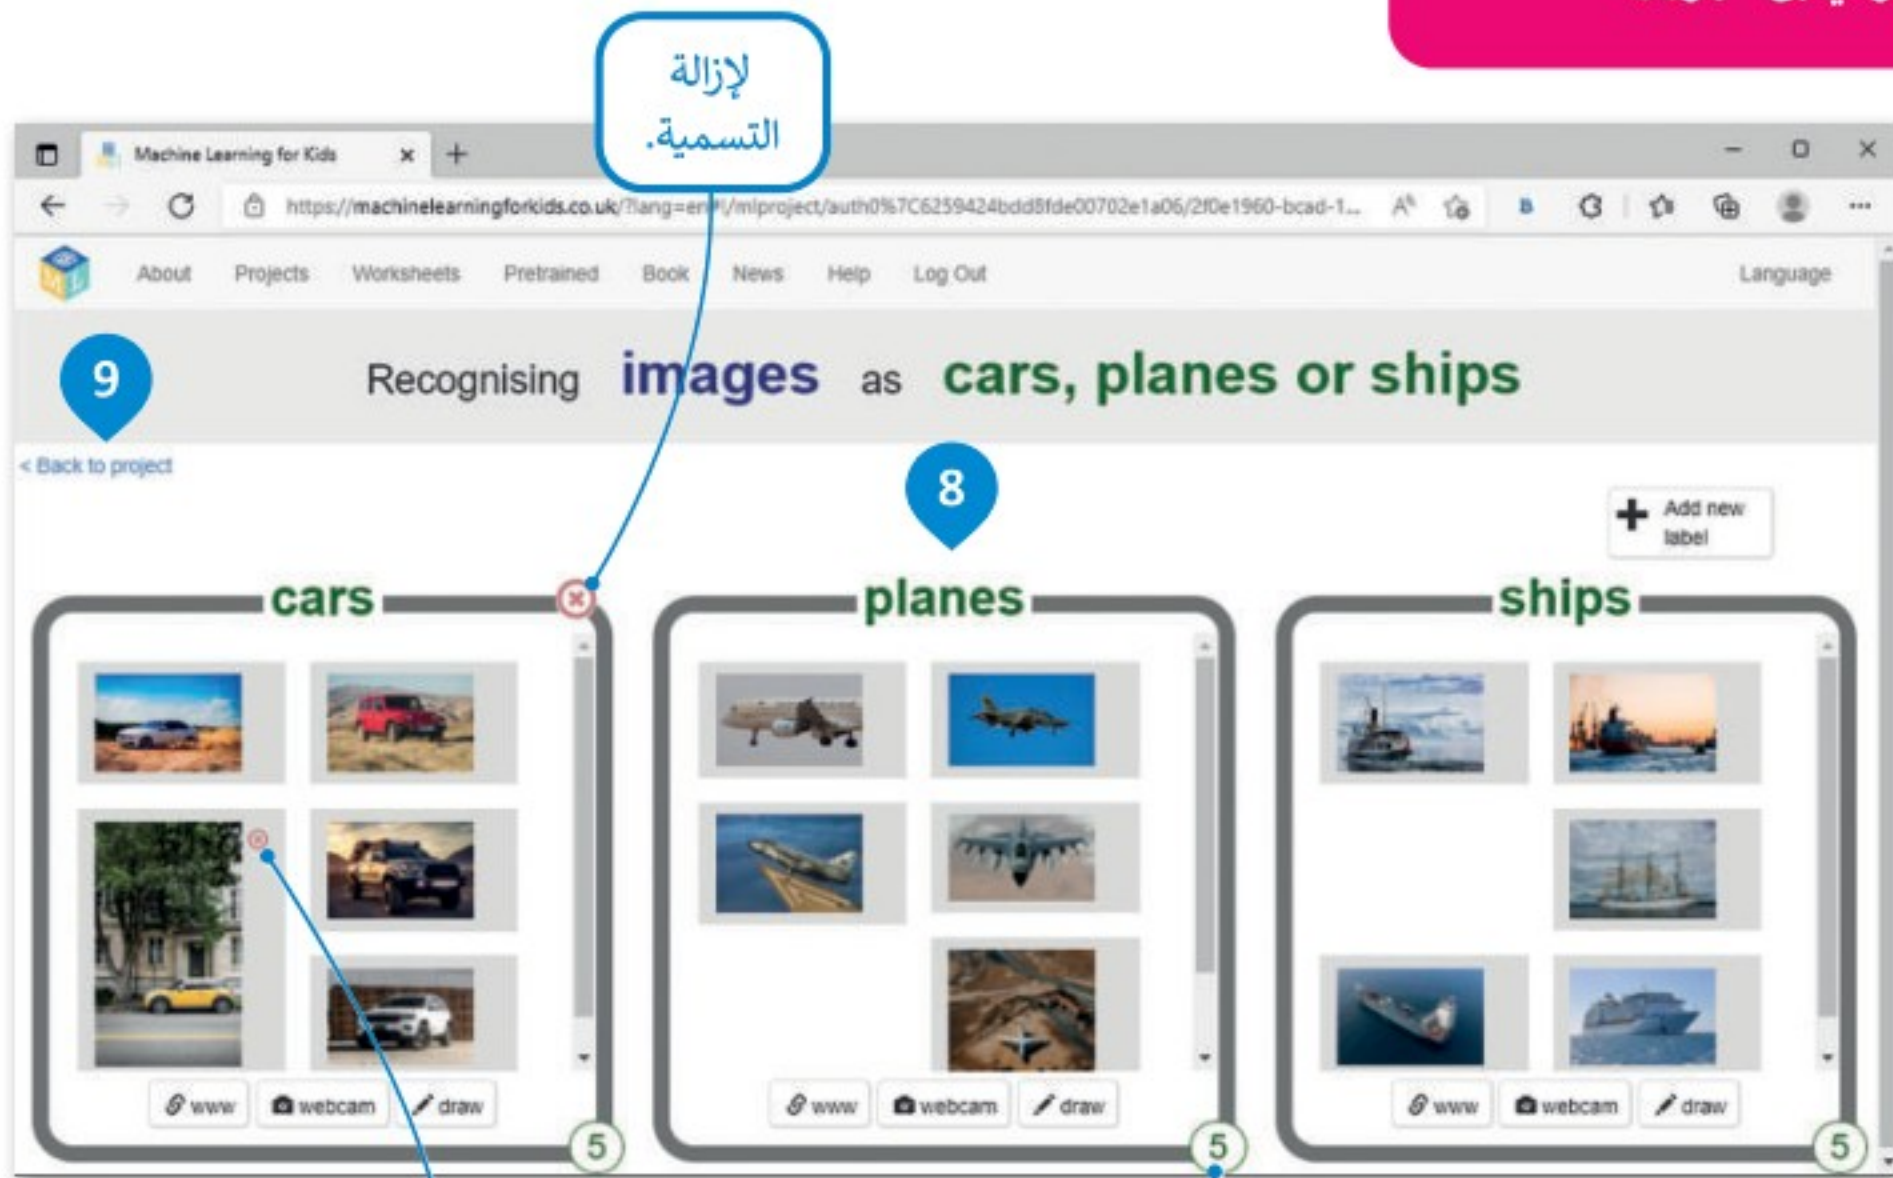 لإزالة
التسمية.
Machine Learning for Kids
https://machinelearningforkids.co.uk/?lang=en#!/mlproject/auth0%7C6259424bdd8fde00702e1a06/2f0e1960-bcad-1...
About Projects Worksheets Pretrained Book News Help Log Out Language
9
Recognising images as cars, planes or ships
< Back to project
8
Add new
label
cars planes ships
www webcam draw www webcam draw www webcam draw
5 5 5